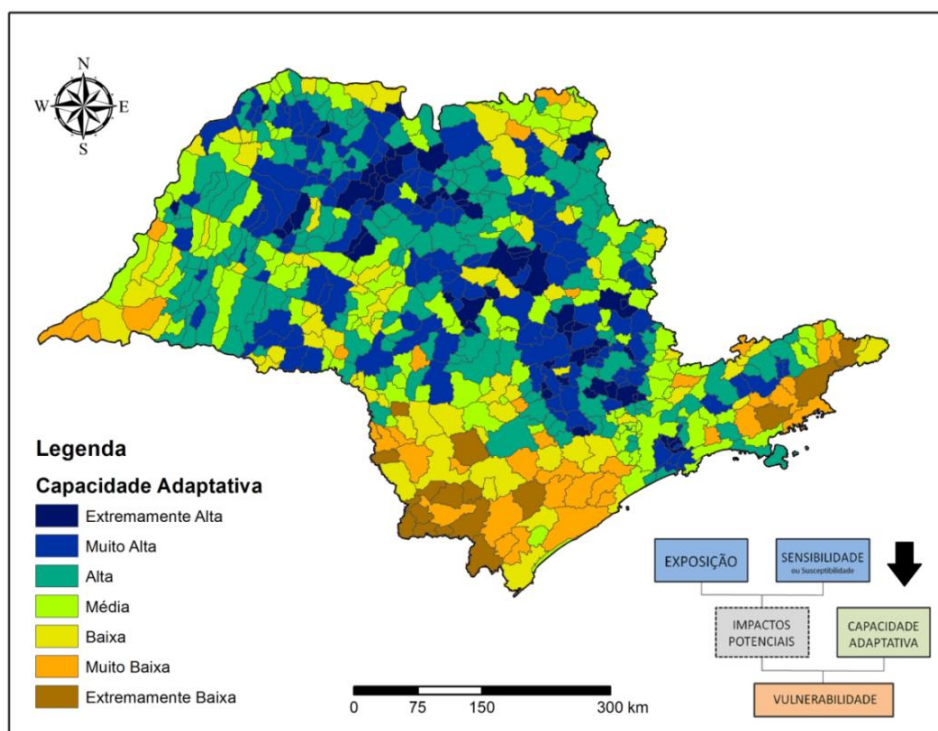 N
W E
S
Legenda
Capacidade Adaptativa
Extremamente Alta
Muito Alta
Alta
Média
Baixa
Muito Baixa
Extremamente Baixa
0 75 150 300 km
EXPOSIÇÃO
SENSIBILIDADE
ou Susceptibilidade
IMPACTOS
POTENCIAIS
CAPACIDADE
ADAPTATIVA
VULNERABILIDADE